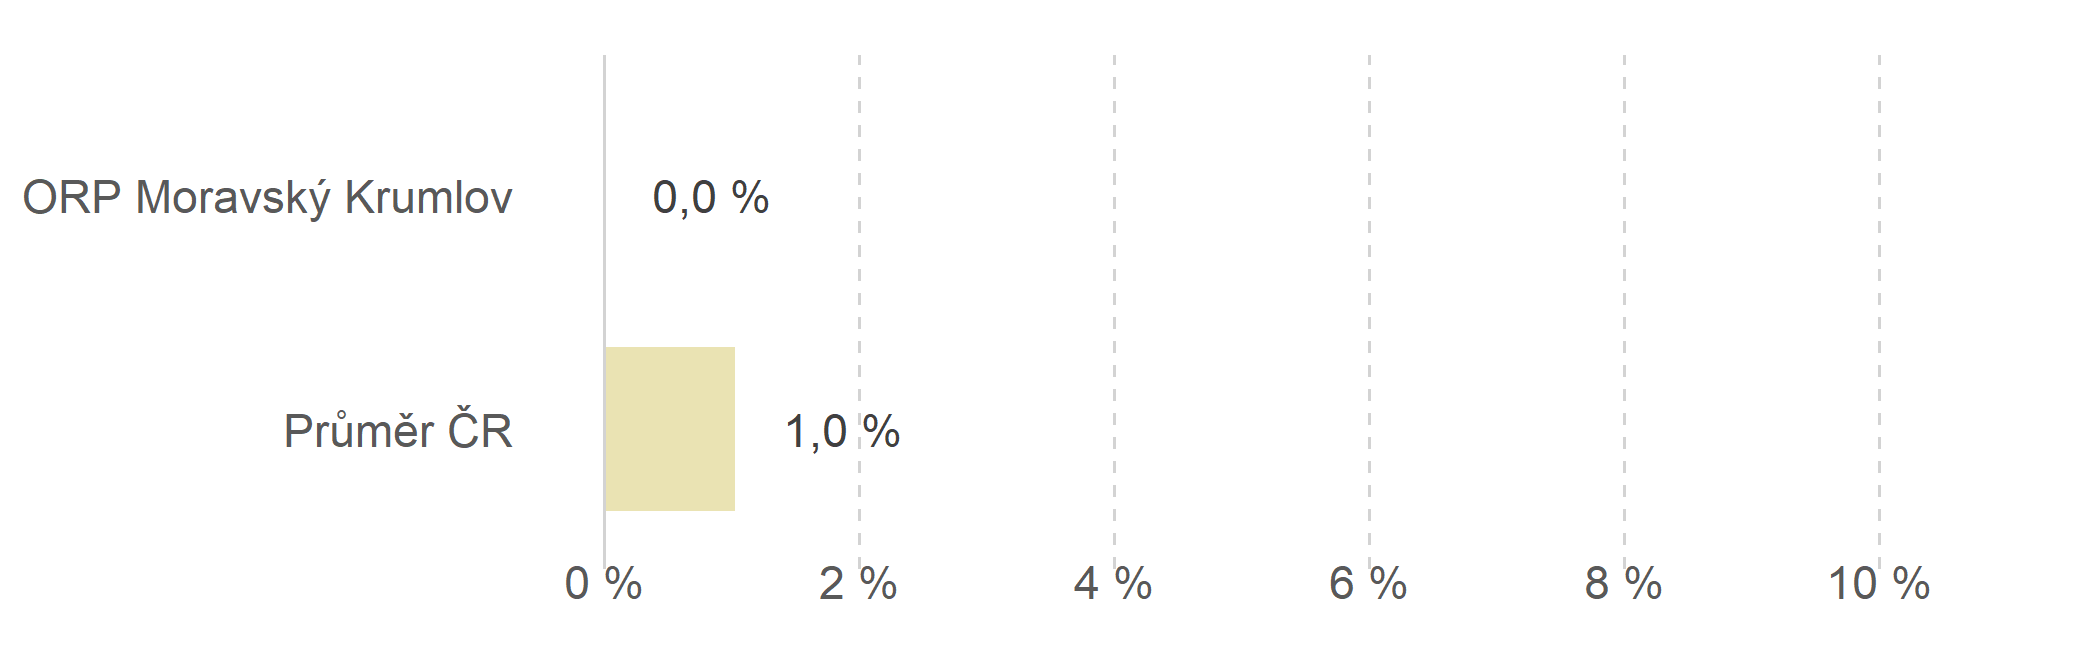 ORP Moravský Krumlov 0,0 %
Průměr ČR 1,0 %
0 % 2 % 4 % 6 % 8 % 10 %